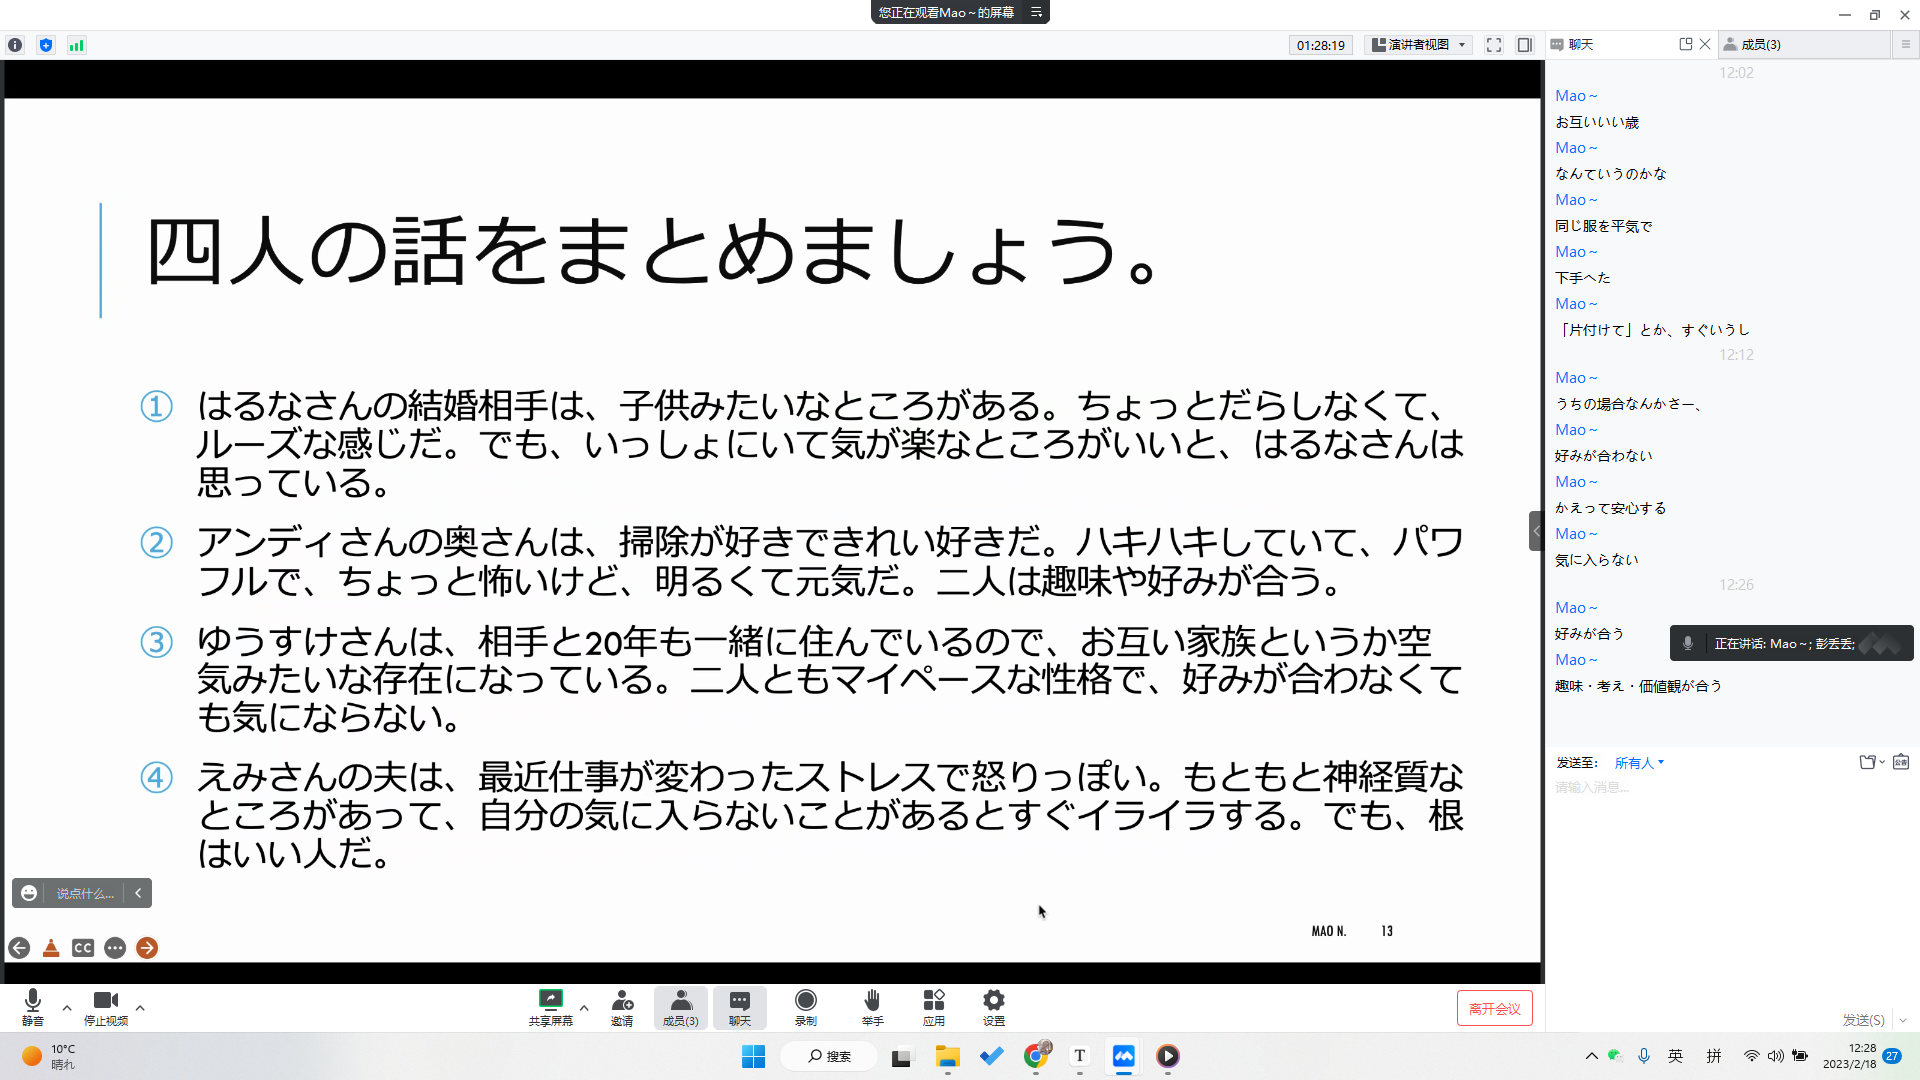 您正在观看Mao～的屏幕
01:28:19
演讲者视图
聊天
成员(3)
四人の話をまとめましょう。
① はるなさんの結婚相手は、子供みたいなところがある。ちょっとだらしなくて、
ルーズな感じだ。でも、いっしょにいて気が楽なところがいいと、はるなさんは
思っている。
② アンディさんの奥さんは、掃除が好きできれい好きだ。ハキハキしていて、パワ
フルで、ちょっと怖いけど、明るくて元気だ。二人は趣味や好みが合う。
③ ゆうすけさんは、相手と20年も一緒に住んでいるので、お互い家族というか空
気みたいな存在になっている。二人ともマイペースな性格で、好みが合わなくて
も気にならない。
④ えみさんの夫は、最近仕事が変わったストレスで怒りっぽい。もともと神経質な
ところがあって、自分の気に入らないことがあるとすぐイライラする。でも、根
はいい人だ。
说点什么...
MAO N. 13
CC
12:02
Mao～
お互いいい歳
Mao～
なんていうのかな
Mao～
同じ服を平気で
Mao～
下手へた
Mao～
「片付けて」とか、すぐいうし
12:12
Mao～
うちの場合なんかさー、
Mao～
好みが合わない
Mao～
かえって安心する
Mao～
気に入らない
12:26
Mao～
好みが合う
正在讲话: Mao～; 彭丢丢;
Mao～
趣味・考え・価値観が合う
发送至: 所有人
公告
请输入消息...
发送(S)
静音
停止视频
共享屏幕
邀请
成员(3)
聊天
录制
举手
应用
设置
离开会议
10°C
晴れ
搜索
T
英
拼
12:28
2023/2/18
27